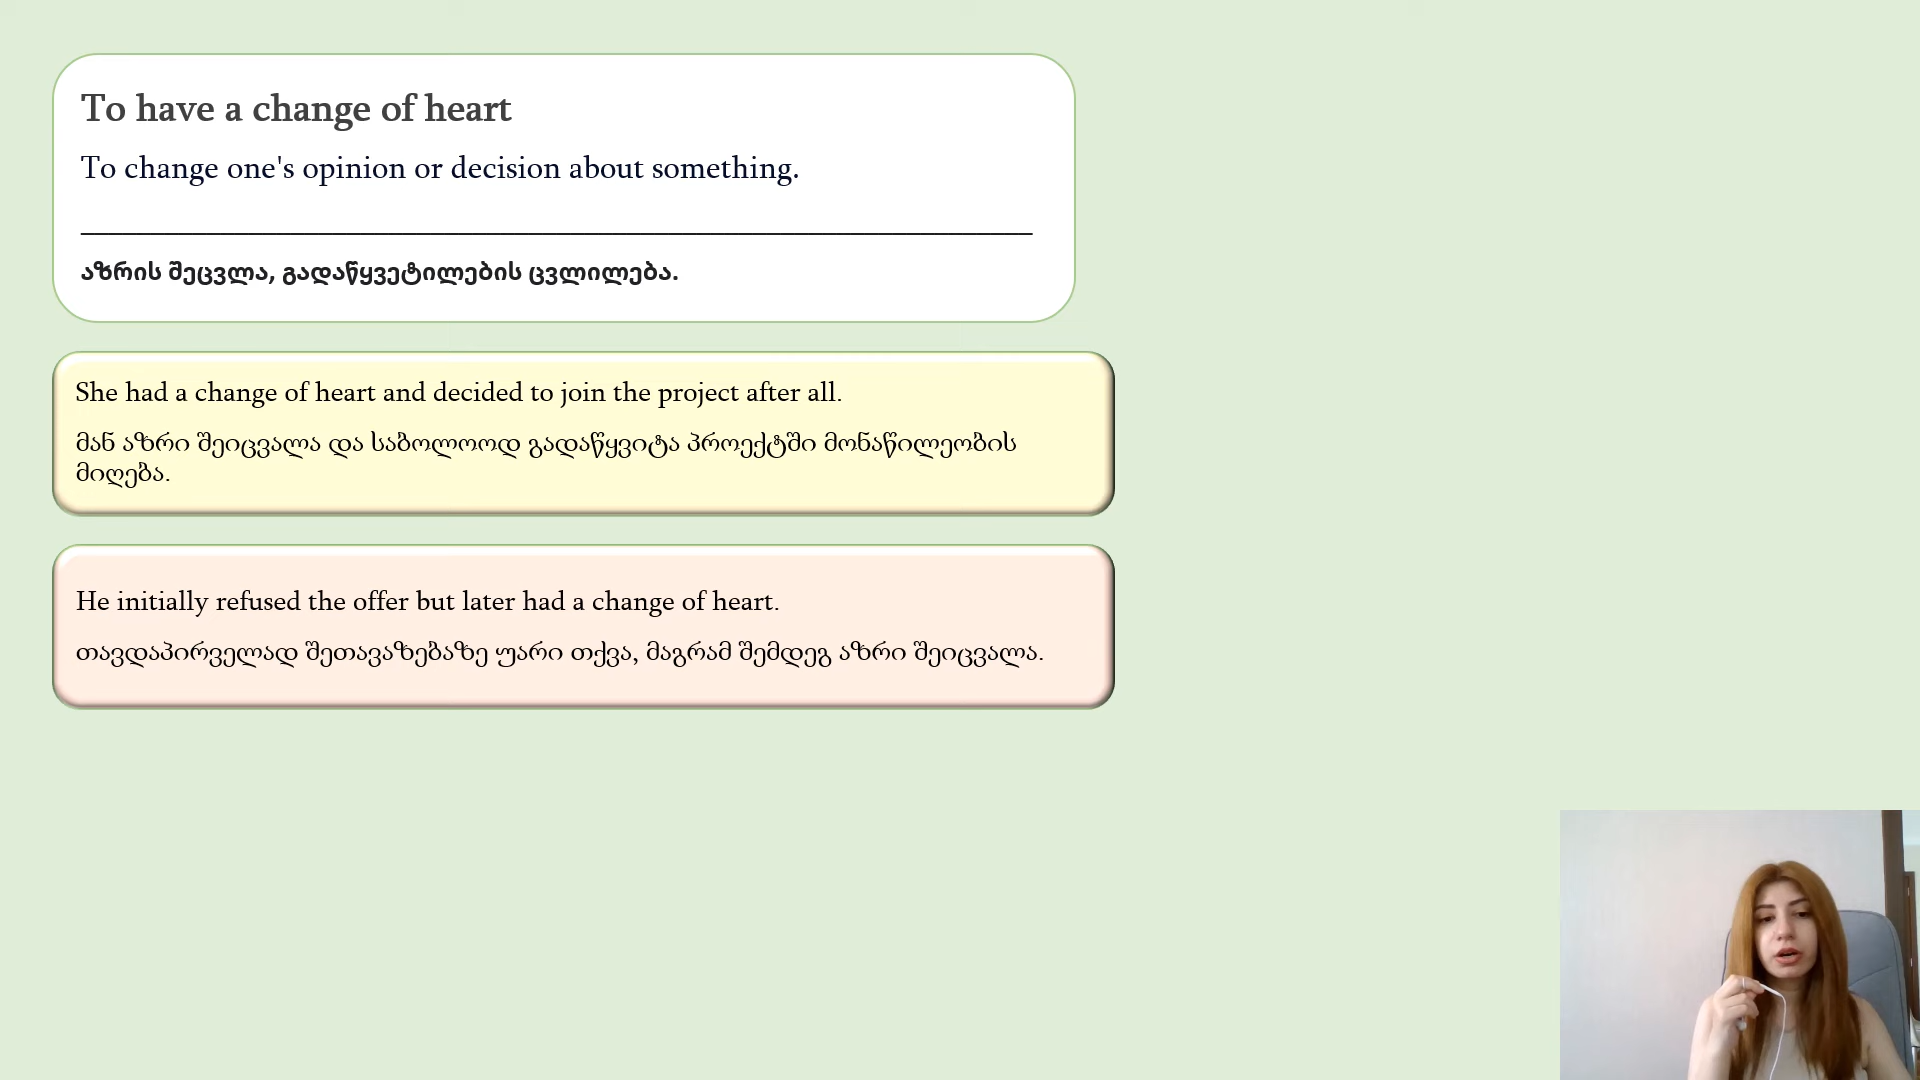 To have a change of heart
To change one's opinion or decision about something.
აზრის შეცვლა, გადაწყვეტილების ცვლილება.
She had a change of heart and decided to join the project after all.
მან აზრი შეიცვალა და საბოლოოდ გადაწყვიტა პროექტში მონაწილეობის
მიღება.
He initially refused the offer but later had a change of heart.
თავდაპირველად შეთავაზებაზე უარი თქვა, მაგრამ შემდეგ აზრი შეიცვალა.